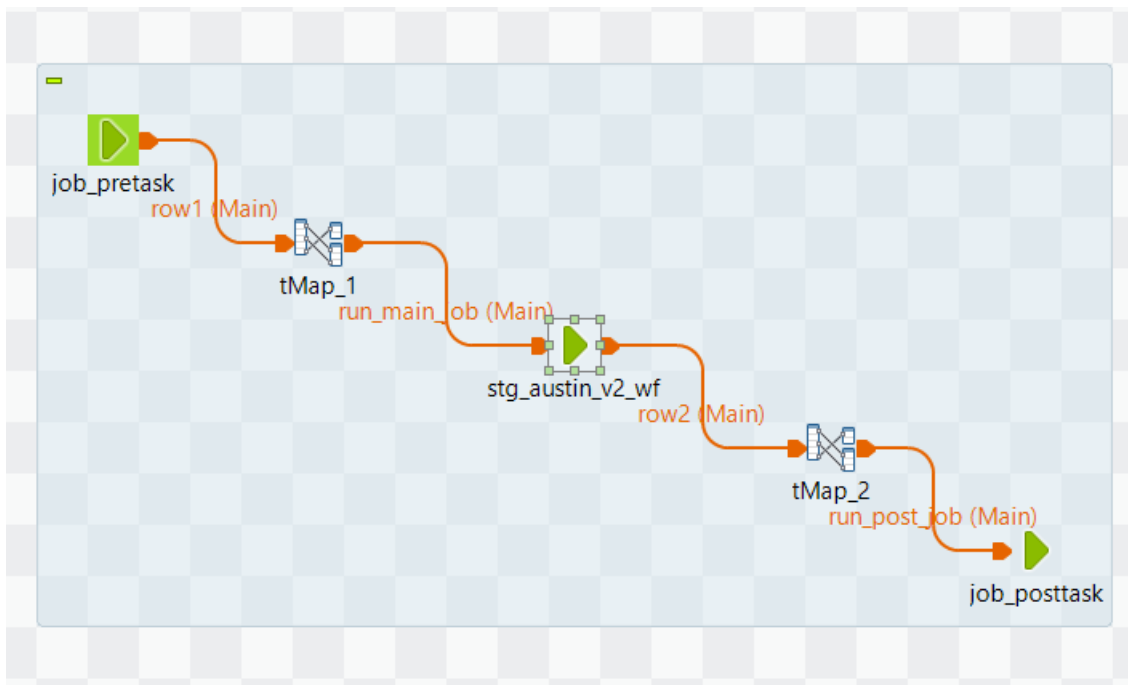 job_pretask
row1 (Main)
tMap_1
run_main_job (Main)
stg_austin_v2_wf
row2 (Main)
tMap_2
run_post_job (Main)
job_posttask